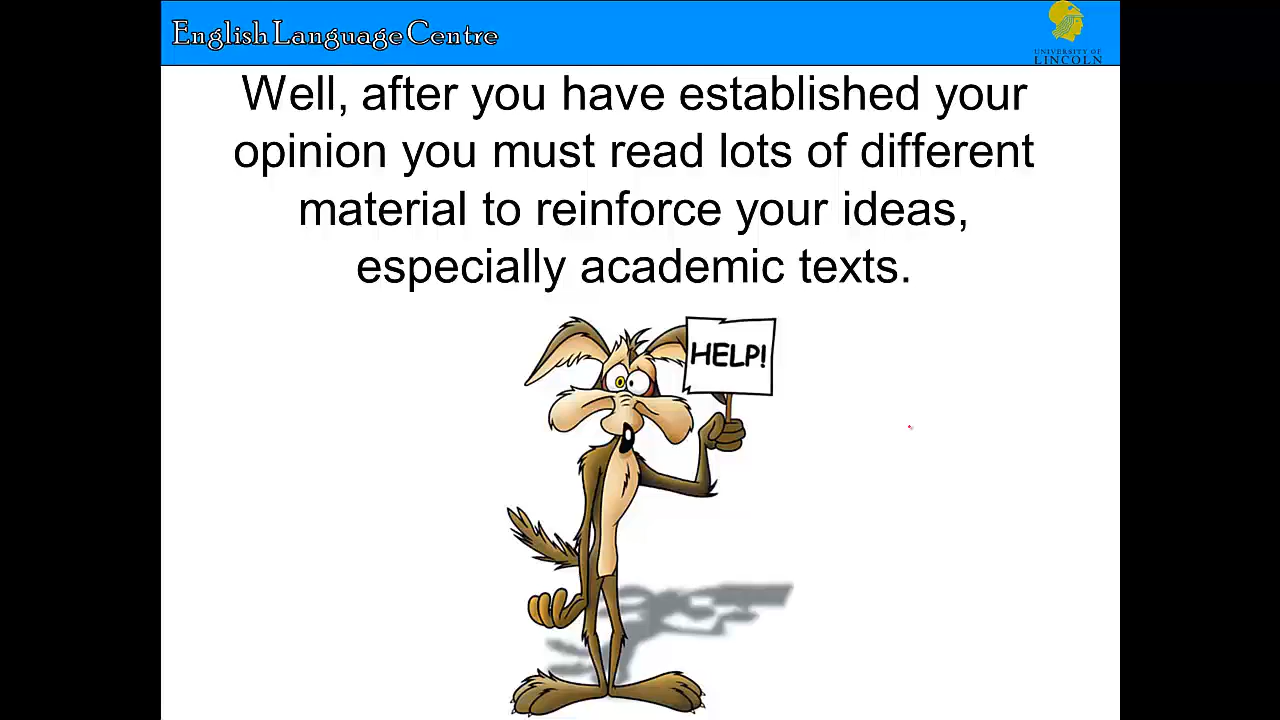 English Language Centre
UNIVERSITY OF
LINCOLN
Well, after you have established your
opinion you must read lots of different
material to reinforce your ideas,
especially academic texts.
HELP!